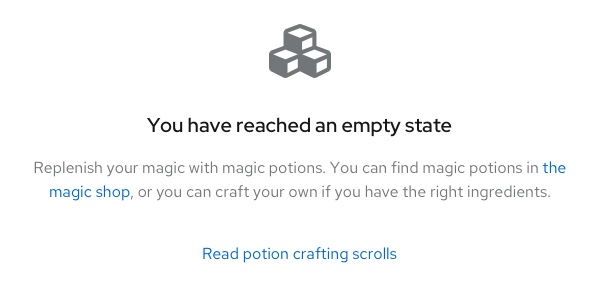 You have reached an empty state
Replenish your magic with magic potions. You can find magic potions in the
magic shop, or you can craft your own if you have the right ingredients.
Read potion crafting scrolls